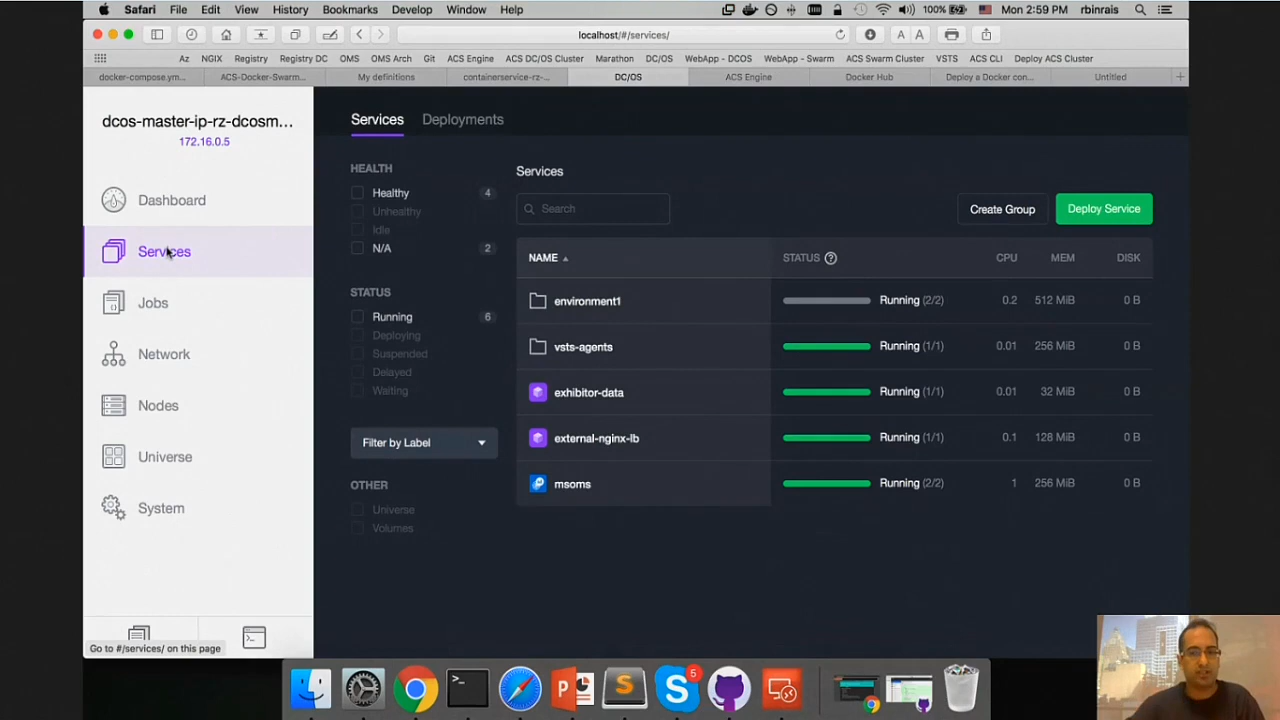 Safari File Edit View History Bookmarks Develop Window Help 100% Mon 2:59 PM rbinrais
localhost/#/services/ A A
Az NGIX Registry Registry DC OMS OMS Arch Git ACS Engine ACS DC/OS Cluster Marathon DC/OS WebApp - DCOS WebApp - Swarm ACS Swarm Cluster VSTS ACS CLI Deploy ACS Cluster
docker-compose.ym... ACS-Docker-Swarm... My definitions containerservice-rz-... DC/OS ACS Engine Docker Hub Deploy a Docker con... Untitled +
dcos-master-ip-rz-dcosm...
172.16.0.5
Dashboard
Services
Jobs
Network
Nodes
Universe
System
Go to #/services/ on this page
Services Deployments
HEALTH
Healthy 4
Unhealthy
Idle
N/A 2
STATUS
Running 6
Deploying
Suspended
Delayed
Waiting
Filter by Label
OTHER
Universe
Volumes
Services
Search
Create Group
Deploy Service
NAME STATUS ? CPU MEM DISK
environment1 Running (2/2) 0.2 512 MiB 0 B
vsts-agents Running (1/1) 0.01 256 MiB 0 B
exhibitor-data Running (1/1) 0.01 32 MiB 0 B
external-nginx-lb Running (1/1) 0.1 128 MiB 0 B
msoms Running (2/2) 1 256 MiB 0 B
5